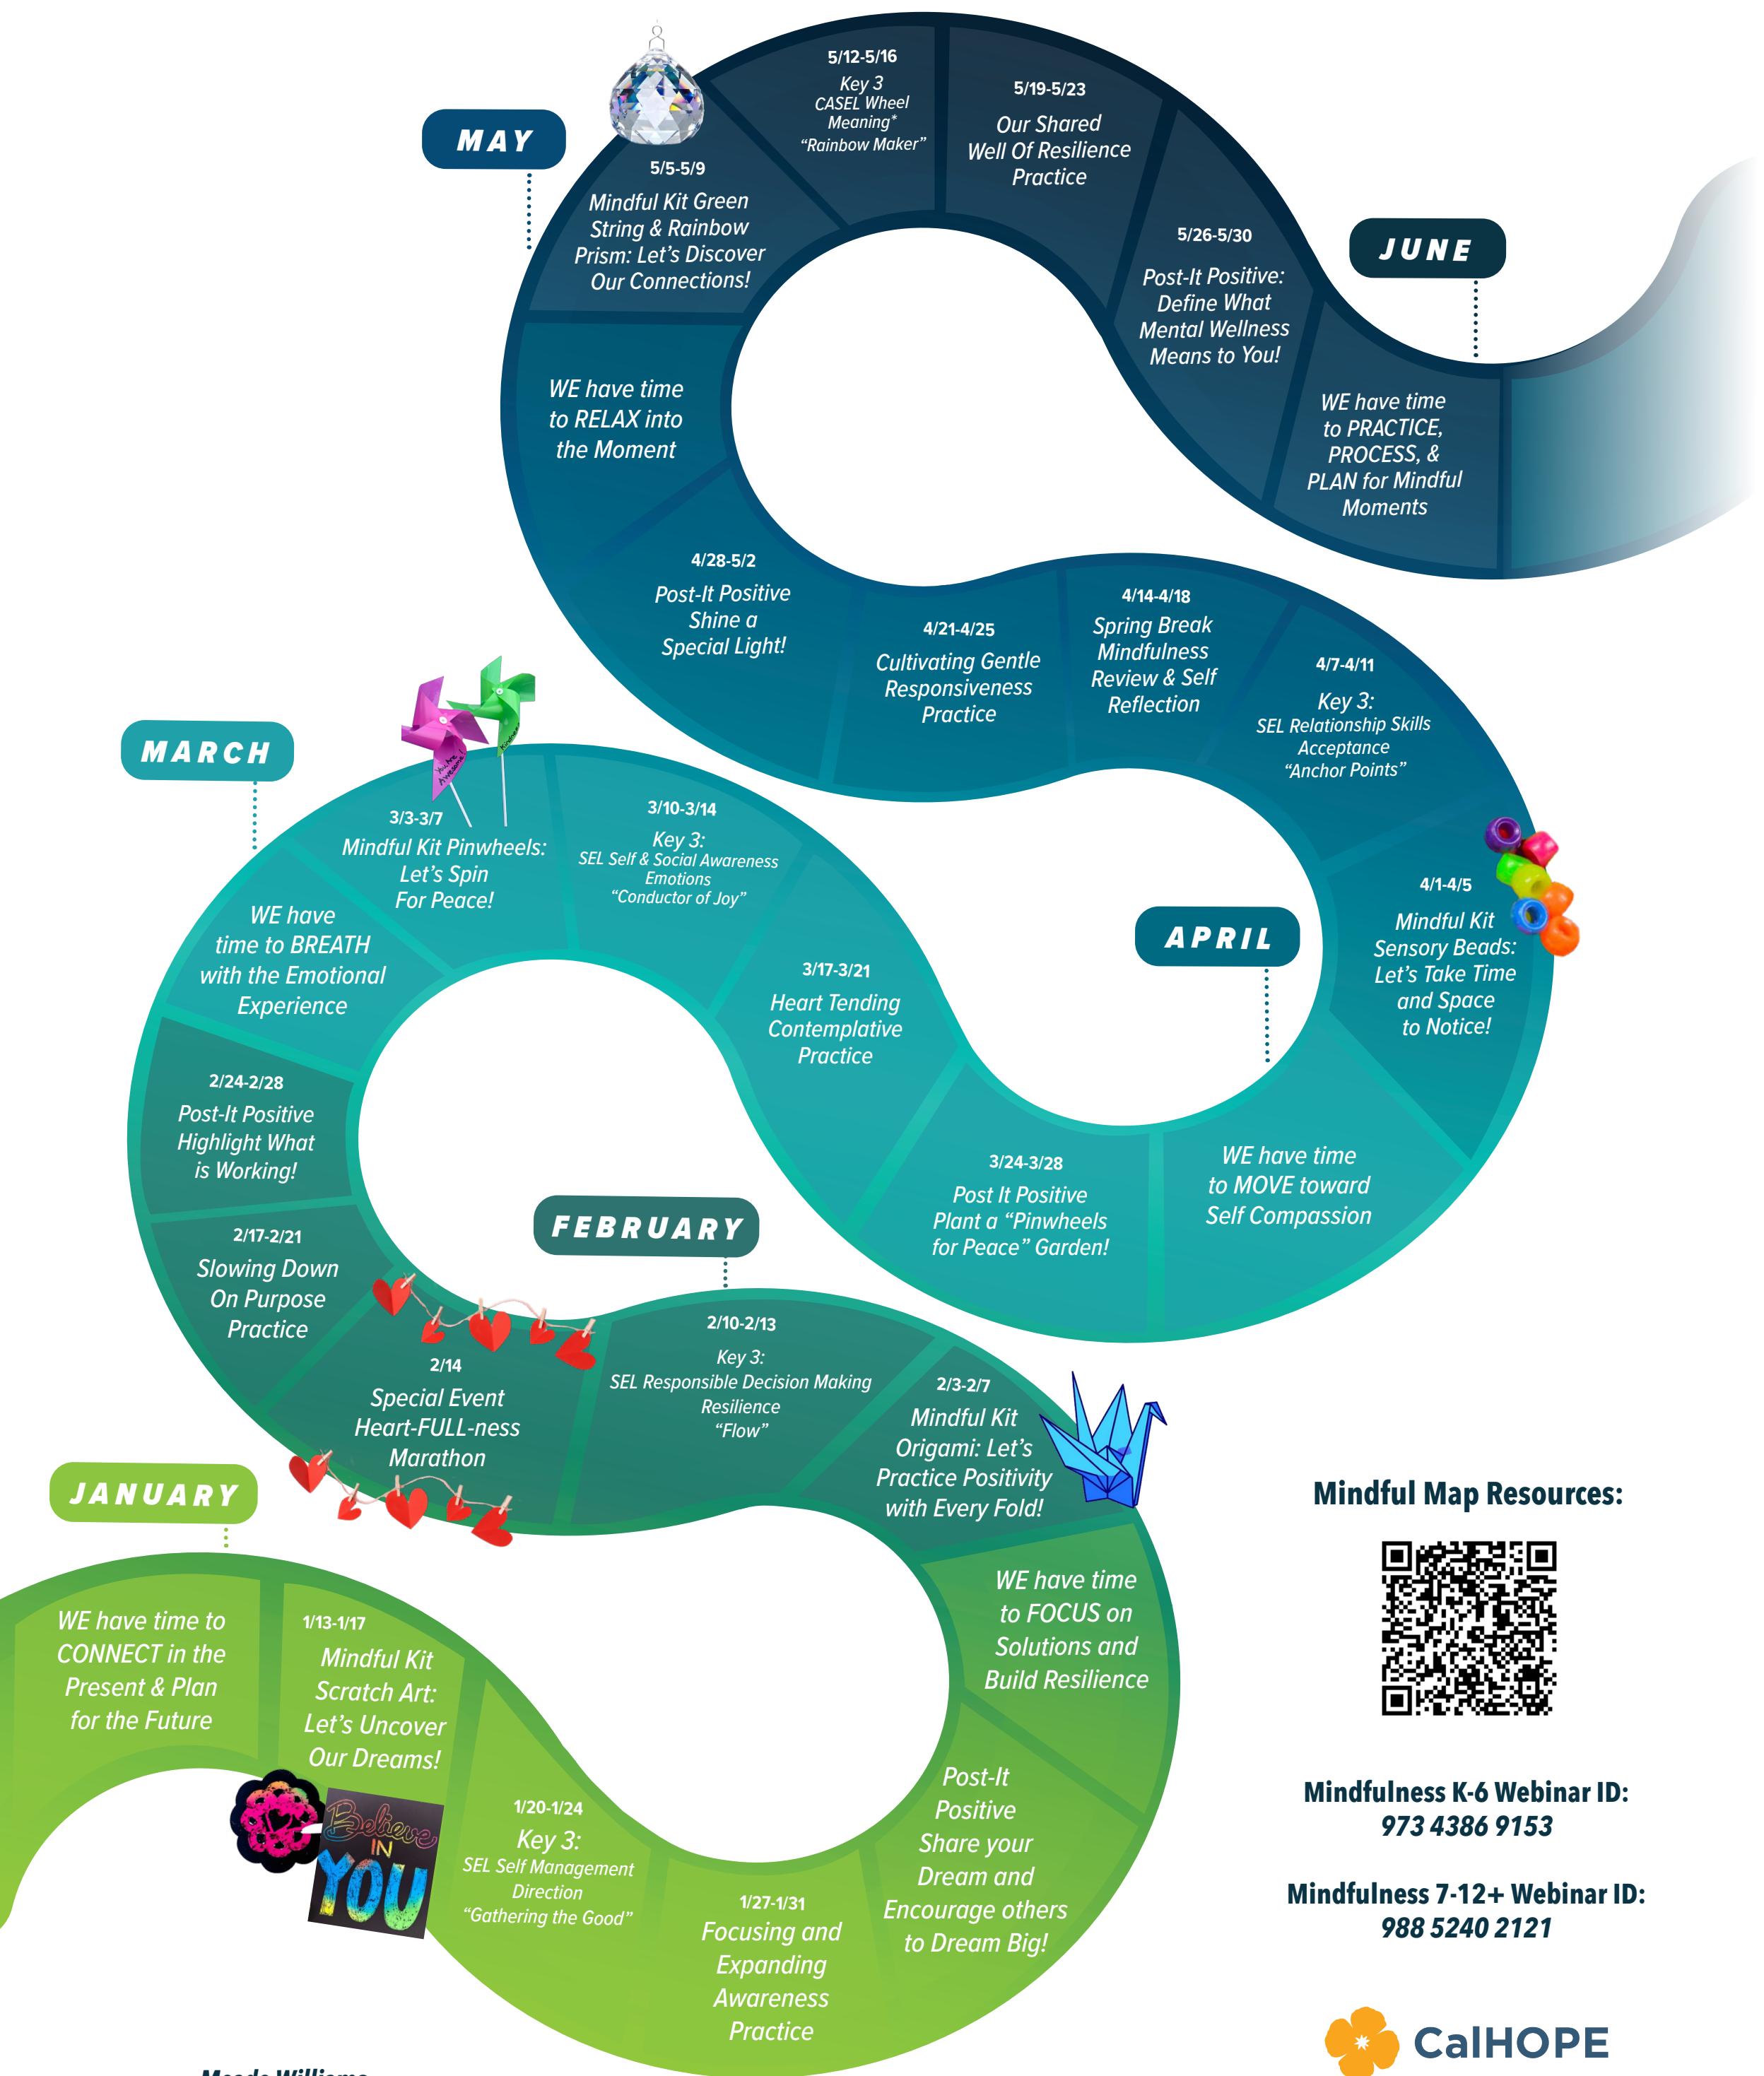 MAY
5/12-5/16
Key 3
CASEL Wheel
Meaning*
“Rainbow Maker”
5/19-5/23
Our Shared
Well Of Resilience
Practice
5/5-5/9
Mindful Kit Green
String & Rainbow
Prism: Let’s Discover
Our Connections!
5/26-5/30
Post-It Positive:
Define What
Mental Wellness
Means to You!
JUNE
WE have time
to PRACTICE,
PROCESS, &
PLAN for Mindful
Moments
WE have time
to RELAX into
the Moment
4/28-5/2
Post-It Positive
Shine a
Special Light!
4/21-4/25
Cultivating Gentle
Responsiveness
Practice
4/14-4/18
Spring Break
Mindfulness
Review & Self
Reflection
4/7-4/11
Key 3:
SEL Relationship Skills
Acceptance
“Anchor Points”
4/1-4/5
Mindful Kit
Sensory Beads:
Let’s Take Time
and Space
to Notice!
APRIL
WE have time
to MOVE toward
Self Compassion
MARCH
You Are
Awesome!
Kindness
3/3-3/7
Mindful Kit Pinwheels:
Let’s Spin
For Peace!
3/10-3/14
Key 3:
SEL Self & Social Awareness
Emotions
“Conductor of Joy”
3/17-3/21
Heart Tending
Contemplative
Practice
3/24-3/28
Post It Positive
Plant a “Pinwheels
for Peace” Garden!
WE have
time to BREATH
with the Emotional
Experience
2/24-2/28
Post-It Positive
Highlight What
is Working!
2/17-2/21
Slowing Down
On Purpose
Practice
FEBRUARY
2/14
Special Event
Heart-FULL-ness
Marathon
2/10-2/13
Key 3:
SEL Responsible Decision Making
Resilience
“Flow”
2/3-2/7
Mindful Kit
Origami: Let’s
Practice Positivity
with Every Fold!
WE have time
to FOCUS on
Solutions and
Build Resilience
JANUARY
WE have time to
CONNECT in the
Present & Plan
for the Future
1/13-1/17
Mindful Kit
Scratch Art:
Let’s Uncover
Our Dreams!
Believe
IN
YOU
1/20-1/24
Key 3:
SEL Self Management
Direction
“Gathering the Good”
1/27-1/31
Focusing and
Expanding
Awareness
Practice
Post-It
Positive
Share your
Dream and
Encourage others
to Dream Big!
Mindful Map Resources:
Mindfulness K-6 Webinar ID:
973 4386 9153
Mindfulness 7-12+ Webinar ID:
988 5240 2121
CalHOPE